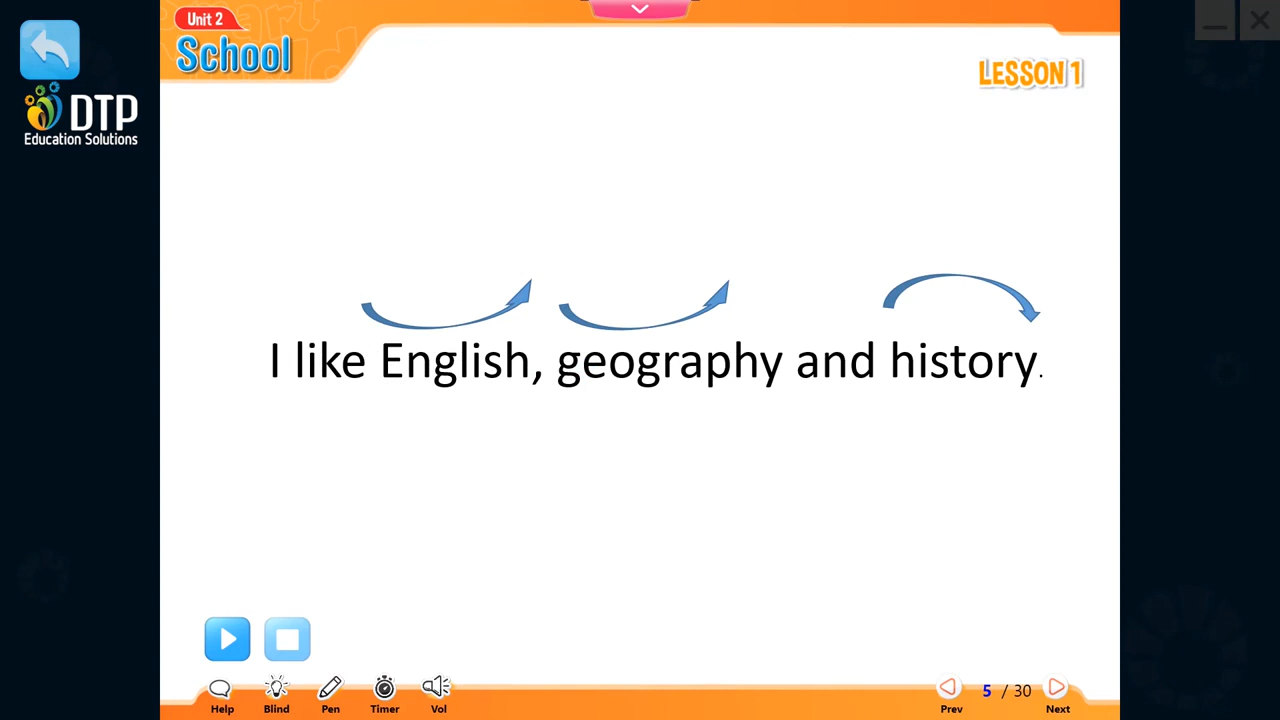 Unit 2
School
LESSON 1
DTP
Education Solutions
I like English, geography and history.
Help Blind Pen Timer Vol
Prev 5 / 30 Next